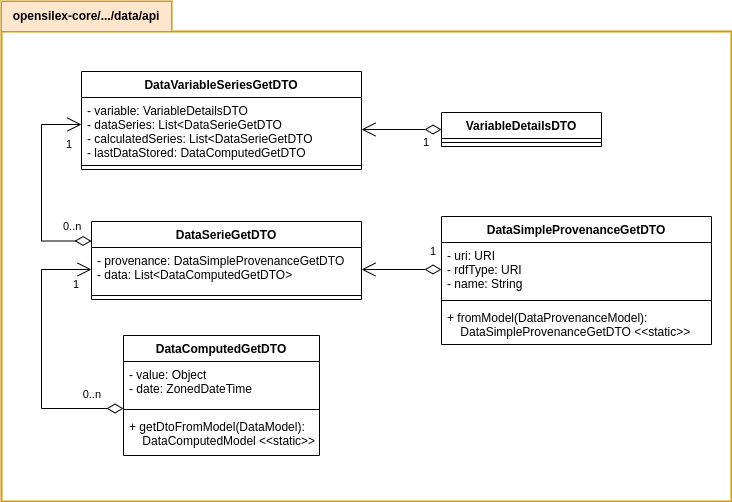 opensilex-core/.../data/api
DataVariableSeriesGetDTO
- variable: VariableDetailsDTO
- dataSeries: List<DataSerieGetDTO
- calculatedSeries: List<DataSerieGetDTO
- lastDataStored: DataComputedGetDTO
1
VariableDetailsDTO
1
0..n
DataSerieGetDTO
- provenance: DataSimpleProvenanceGetDTO
- data: List<DataComputedGetDTO>
1
1
DataSimpleProvenanceGetDTO
- uri: URI
- rdfType: URI
- name: String
+ fromModel(DataProvenanceModel):
DataSimpleProvenanceGetDTO <<static>>
DataComputedGetDTO
- value: Object
- date: ZonedDateTime
+ getDtoFromModel(DataModel):
DataComputedModel <<static>>
0..n